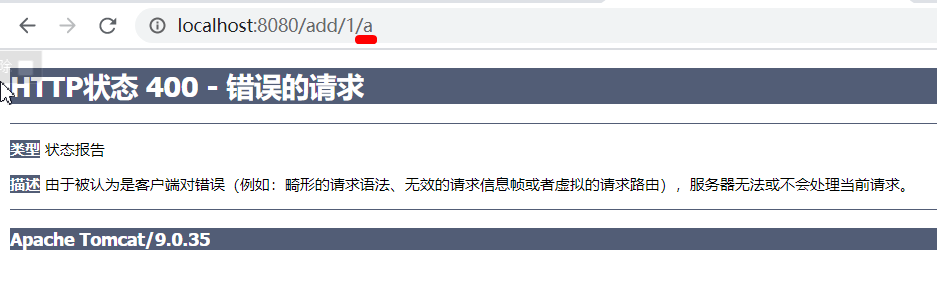 localhost:8080/add/1/a
除
HTTP状态 400 - 错误的请求
类型 状态报告
描述 由于被认为是客户端对错误（例如：畸形的请求语法、无效的请求信息帧或者虚拟的请求路由），服务器无法或不会处理当前请求。
Apache Tomcat/9.0.35